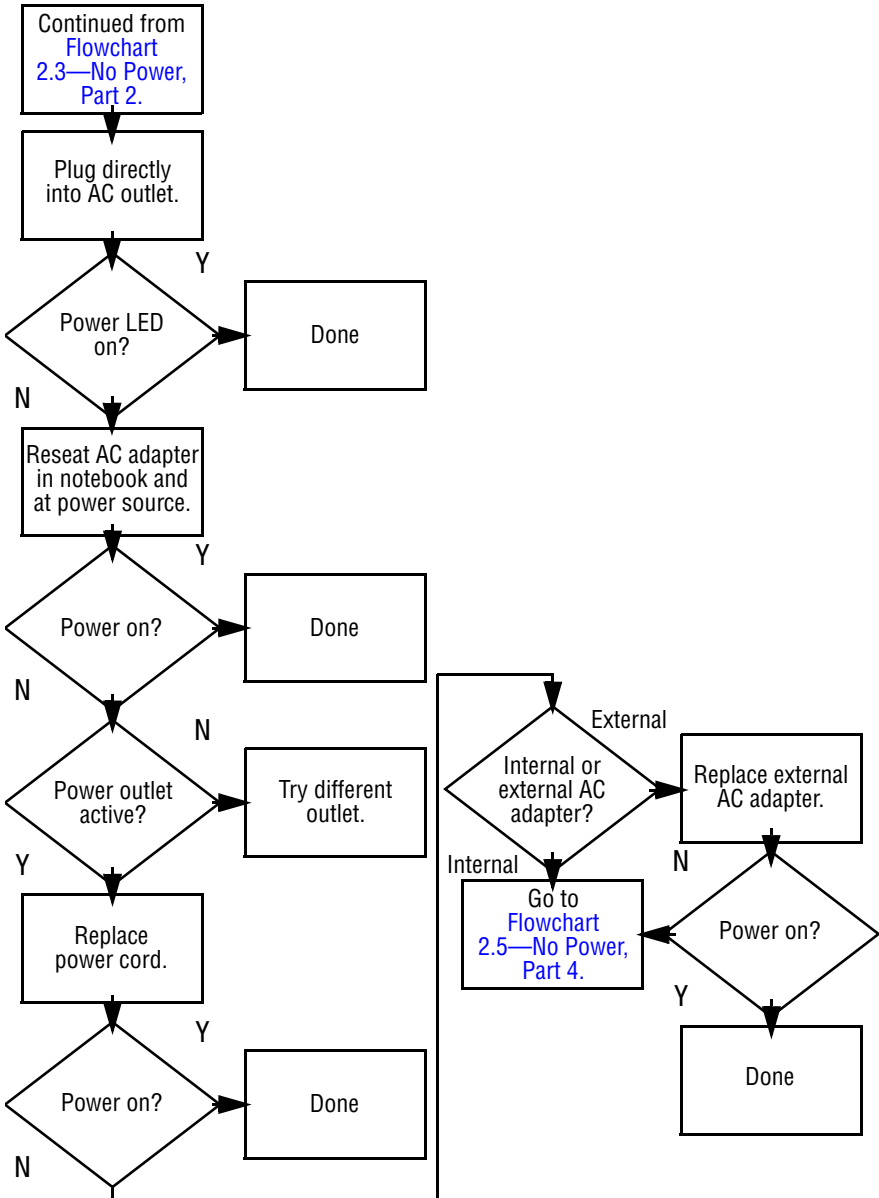 Continued from
Flowchart
2.3—No Power,
Part 2.
Plug directly
into AC outlet.
Y
Power LED
on?
Done
N
Reseat AC adapter
in notebook and
at power source.
Y
Power on?
Done
N
N
Power outlet
active?
Try different
outlet.
Y
Replace
power cord.
Y
Power on?
Done
N
External
Internal or
external AC
adapter?
Replace external
AC adapter.
Internal
N
Go to
Flowchart
2.5—No Power,
Part 4.
Power on?
Y
Done